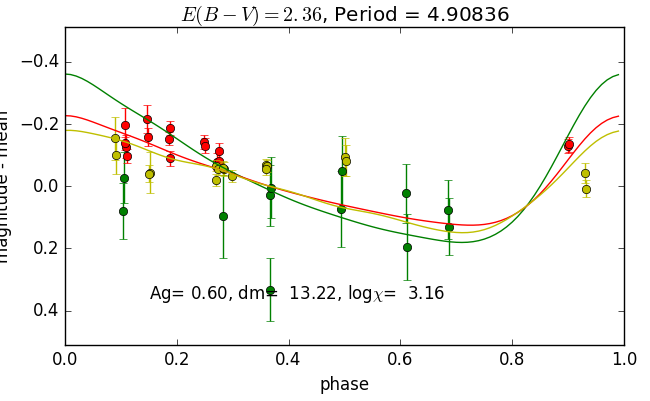 E(B − V) = 2.36, Period = 4.90836
−0.4
−0.2
0.0
0.2
0.4
magnitude - mean
Ag= 0.60, dm= 13.22, logχ= 3.16
0.0 0.2 0.4 0.6 0.8 1.0
phase